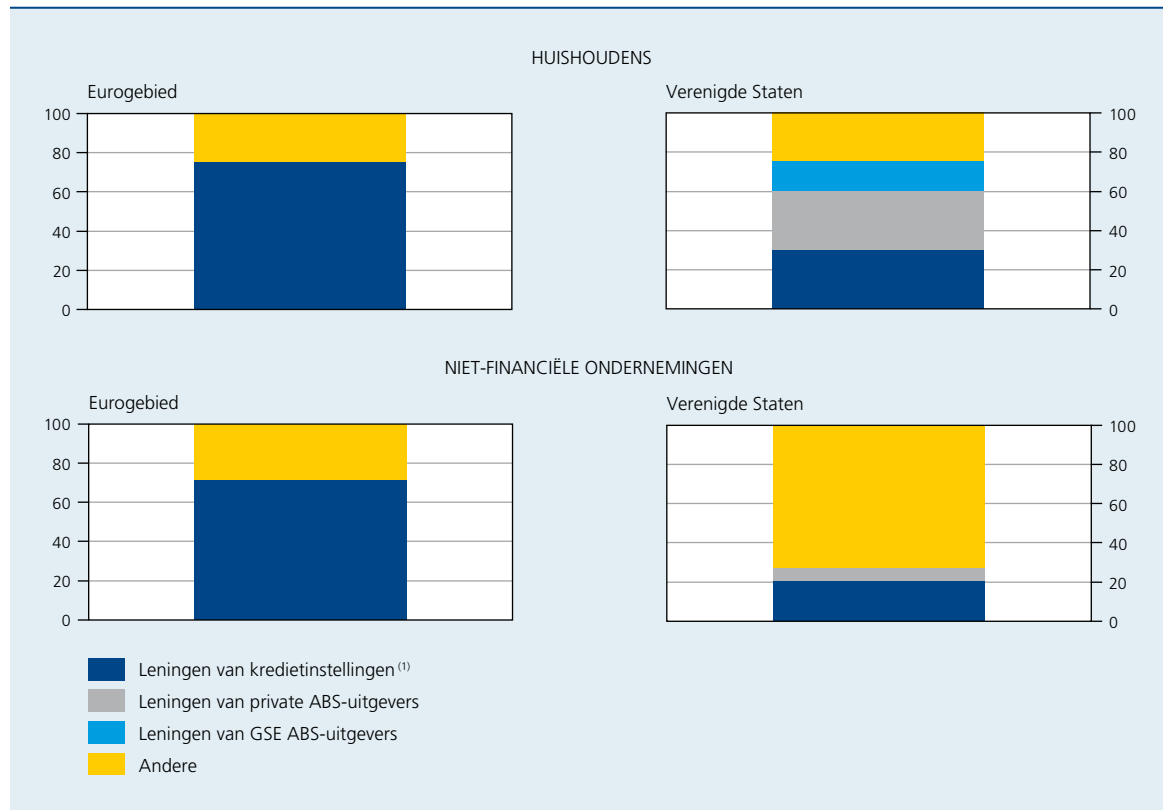 HUISHOUDENS
Eurogebied
100
80
60
40
20
0
Verenigde Staten
100
80
60
40
20
0
NIET-FINANCIËLE ONDERNEMINGEN
Eurogebied
100
80
60
40
20
0
Verenigde Staten
100
80
60
40
20
0
Leningen van kredietinstellingen (1)
Leningen van private ABS-uitgevers
Leningen van GSE ABS-uitgevers
Andere